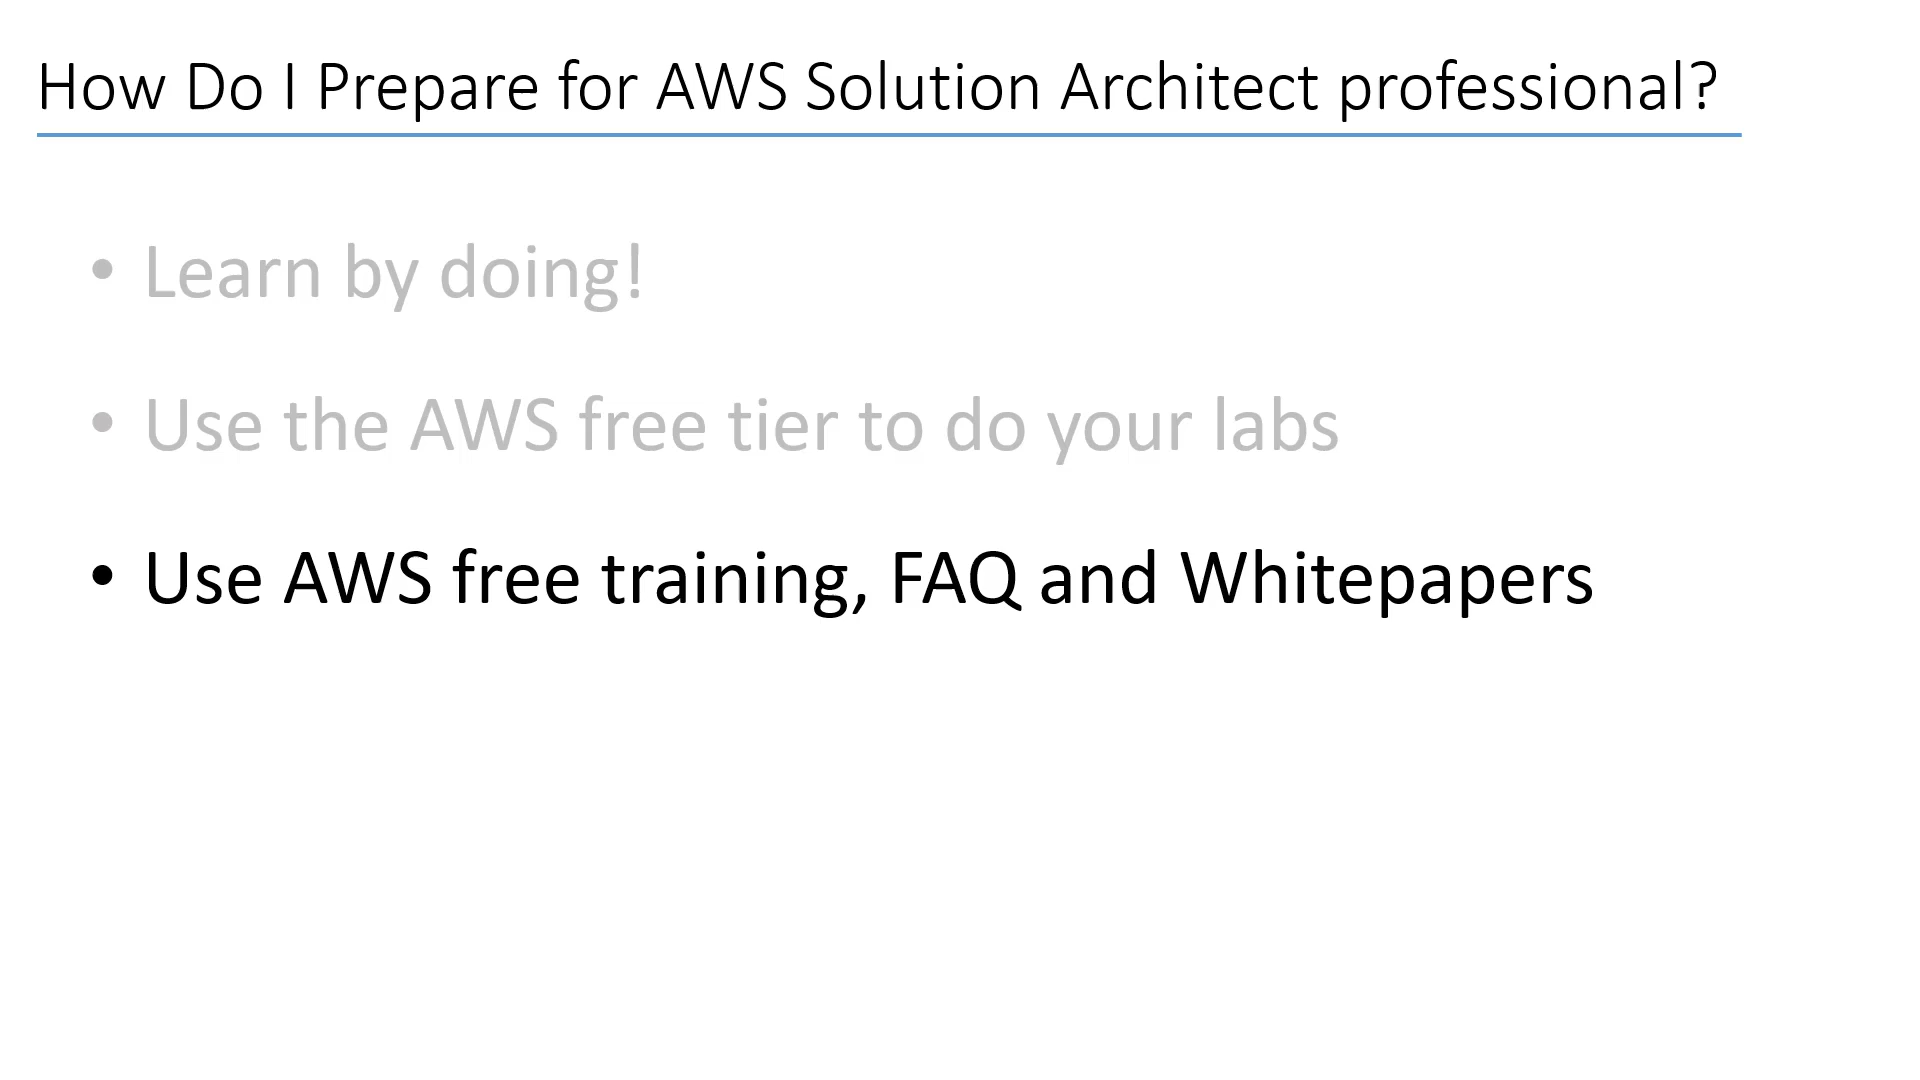 How Do I Prepare for AWS Solution Architect professional?
• Learn by doing!
• Use the AWS free tier to do your labs
• Use AWS free training, FAQ and Whitepapers